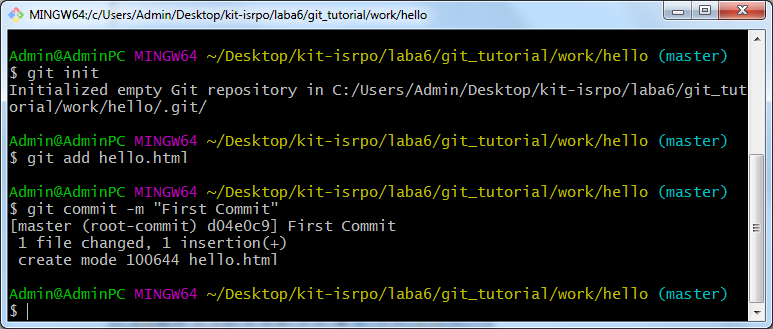 MINGW64:/c/Users/Admin/Desktop/kit-isrpo/laba6/git_tutorial/work/hello
Admin@AdminPC MINGW64 ~/Desktop/kit-isrpo/laba6/git_tutorial/work/hello (master)
$ git init
Initialized empty Git repository in C:/Users/Admin/Desktop/kit-isrpo/laba6/git_tut
orial/work/hello/.git/
Admin@AdminPC MINGW64 ~/Desktop/kit-isrpo/laba6/git_tutorial/work/hello (master)
$ git add hello.html
Admin@AdminPC MINGW64 ~/Desktop/kit-isrpo/laba6/git_tutorial/work/hello (master)
$ git commit -m "First Commit"
[master (root-commit) d04e0c9] First Commit
 1 file changed, 1 insertion(+)
 create mode 100644 hello.html
Admin@AdminPC MINGW64 ~/Desktop/kit-isrpo/laba6/git_tutorial/work/hello (master)
$